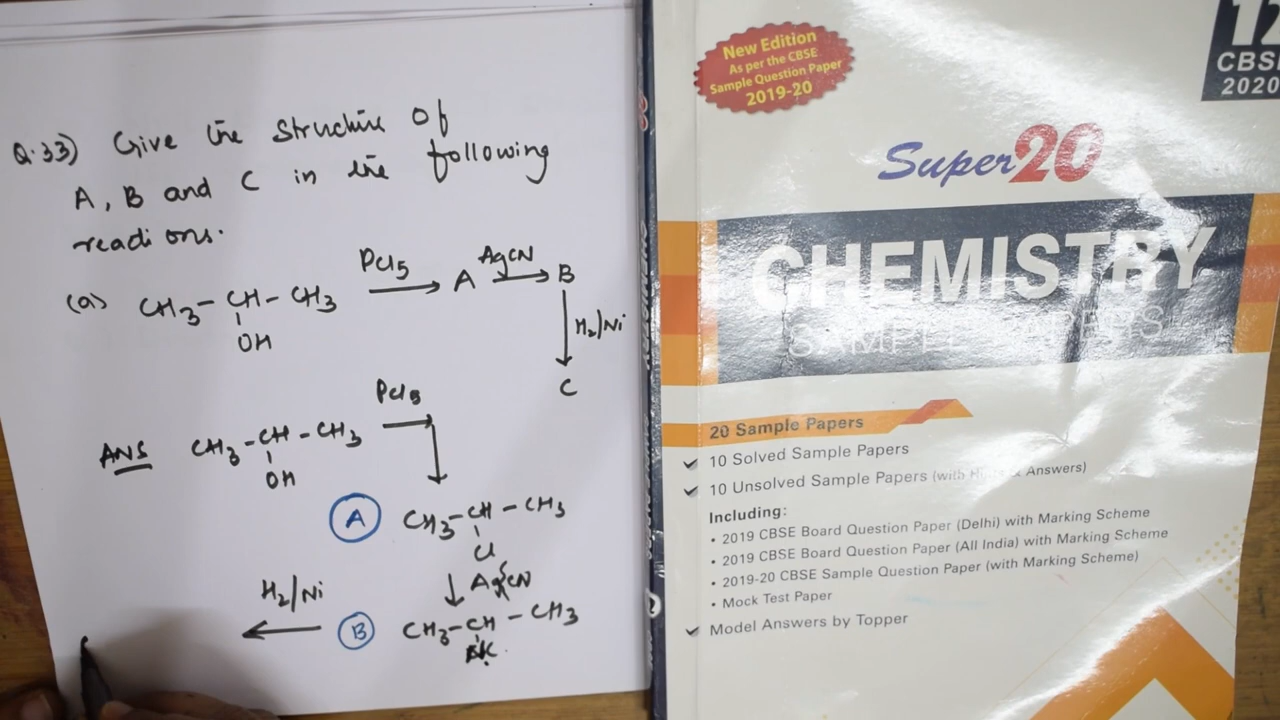 Q.33) Give the Structure of
A, B and C in the following
reactions.
(a) CH3-CH-CH3 PCl5 A AgCN B
OH
H2/Ni
C
ANS CH3-CH-CH3 PCl5
OH
A CH3-CH-CH3
Cl
AgCN
H2/Ni B CH3-CH-CH3
New Edition
As per the CBSE
Sample Question Paper
2019-20
12
CBSE
2020
Super20
CHEMISTRY
SAMPLE PAPERS
20 Sample Papers
✓ 10 Solved Sample Papers
✓ 10 Unsolved Sample Papers (with Hints & Answers)
Including:
• 2019 CBSE Board Question Paper (Delhi) with Marking Scheme
• 2019 CBSE Board Question Paper (All India) with Marking Scheme
• 2019-20 CBSE Sample Question Paper (with Marking Scheme)
• Mock Test Paper
✓ Model Answers by Topper